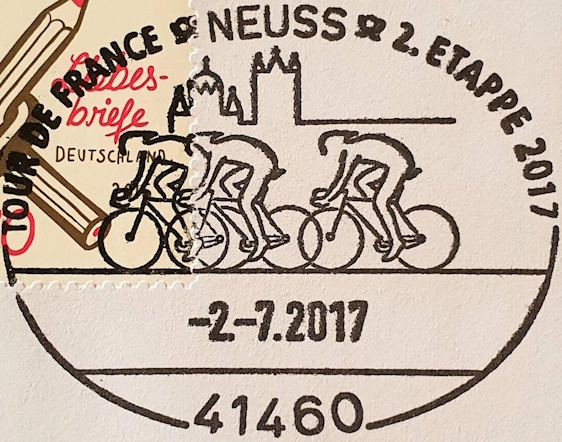 TOUR DE FRANCE NEUSS 2. ETAPPE 2017
Liebes-
briefe
DEUTSCHLAND
-2.-7.2017
41460